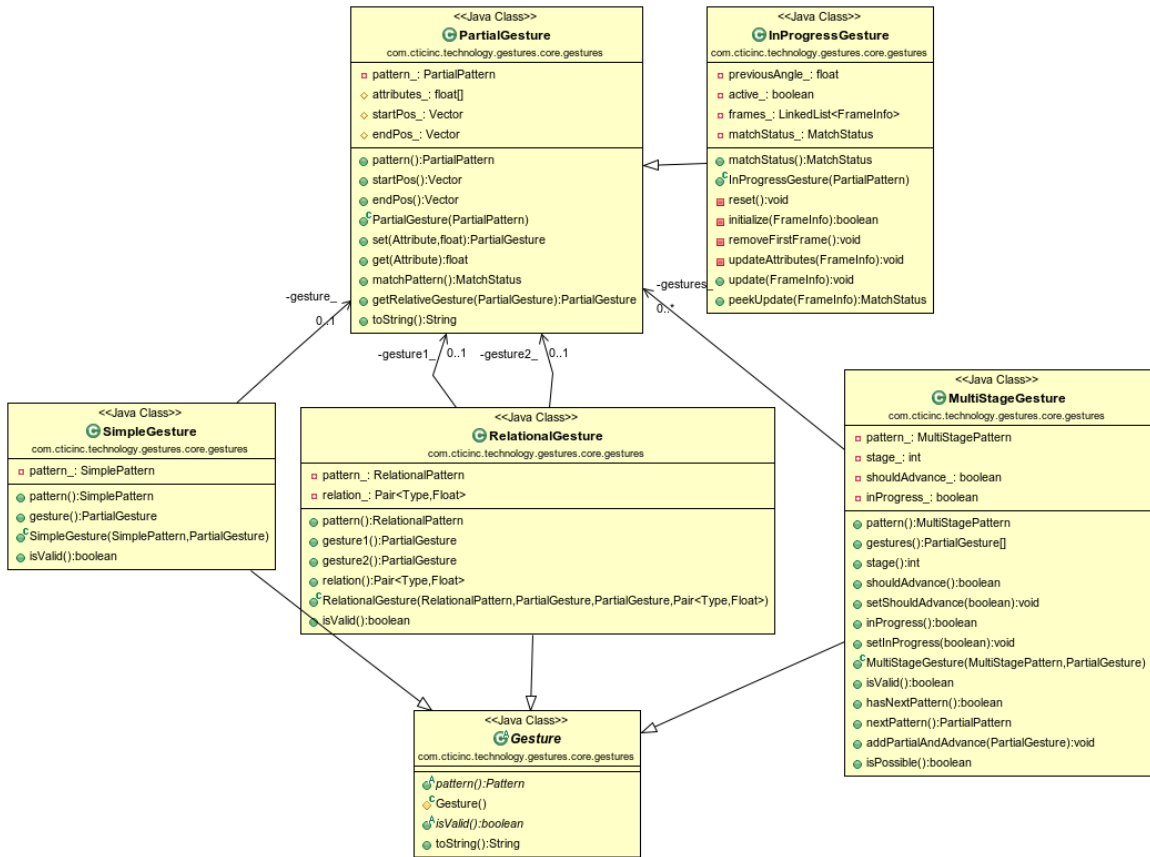 <<Java Class>>
PartialGesture
com.cticinc.technology.gestures.core.gestures
pattern_: PartialPattern
attributes_: float[]
startPos_: Vector
endPos_: Vector
pattern():PartialPattern
startPos():Vector
endPos():Vector
PartialGesture(PartialPattern)
set(Attribute,float):PartialGesture
get(Attribute):float
matchPattern():MatchStatus
getRelativeGesture(PartialGesture):PartialGesture
toString():String
<<Java Class>>
InProgressGesture
com.cticinc.technology.gestures.core.gestures
previousAngle_: float
active_: boolean
frames_: LinkedList<FrameInfo>
matchStatus_: MatchStatus
matchStatus():MatchStatus
InProgressGesture(PartialPattern)
reset():void
initialize(FrameInfo):boolean
removeFirstFrame():void
updateAttributes(FrameInfo):void
update(FrameInfo):void
peekUpdate(FrameInfo):MatchStatus
-gesture_
0..1
-gesture1_ 0..1
-gesture2_ 0..1
-gestures_
0..*
<<Java Class>>
SimpleGesture
com.cticinc.technology.gestures.core.gestures
pattern_: SimplePattern
pattern():SimplePattern
gesture():PartialGesture
SimpleGesture(SimplePattern,PartialGesture)
isValid():boolean
<<Java Class>>
RelationalGesture
com.cticinc.technology.gestures.core.gestures
pattern_: RelationalPattern
relation_: Pair<Type,Float>
pattern():RelationalPattern
gesture1():PartialGesture
gesture2():PartialGesture
relation():Pair<Type,Float>
RelationalGesture(RelationalPattern,PartialGesture,PartialGesture,Pair<Type,Float>)
isValid():boolean
<<Java Class>>
MultiStageGesture
com.cticinc.technology.gestures.core.gestures
pattern_: MultiStagePattern
stage_: int
shouldAdvance_: boolean
inProgress_: boolean
pattern():MultiStagePattern
gestures():PartialGesture[]
stage():int
shouldAdvance():boolean
setShouldAdvance(boolean):void
inProgress():boolean
setInProgress(boolean):void
MultiStageGesture(MultiStagePattern,PartialGesture)
isValid():boolean
hasNextPattern():boolean
nextPattern():PartialPattern
addPartialAndAdvance(PartialGesture):void
isPossible():boolean
<<Java Class>>
Gesture
com.cticinc.technology.gestures.core.gestures
pattern():Pattern
Gesture()
isValid():boolean
toString():String